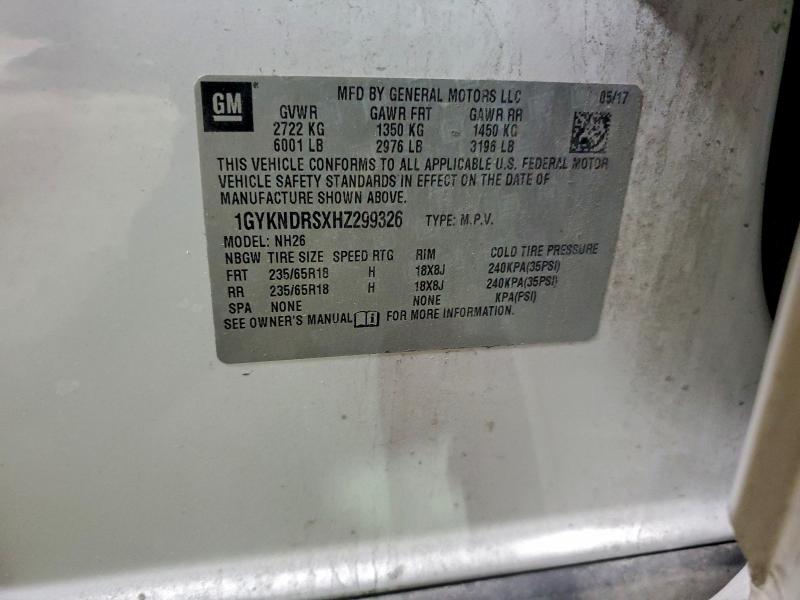 GM MFD BY GENERAL MOTORS LLC 05/17
GVWR GAWR FRT GAWR RR
2722 KG 1350 KG 1450 KG
6001 LB 2976 LB 3196 LB
THIS VEHICLE CONFORMS TO ALL APPLICABLE U.S. FEDERAL MOTOR
VEHICLE SAFETY STANDARDS IN EFFECT ON THE DATE OF
MANUFACTURE SHOWN ABOVE.
1GYKNDRSXHZ299326 TYPE: M.P.V.
MODEL: NH26
NBGW TIRE SIZE SPEED RTG RIM COLD TIRE PRESSURE
FRT 235/65R18 H 18X8J 240KPA(35PSI)
RR 235/65R18 H 18X8J 240KPA(35PSI)
SPA NONE NONE KPA(PSI)
SEE OWNER'S MANUAL FOR MORE INFORMATION.